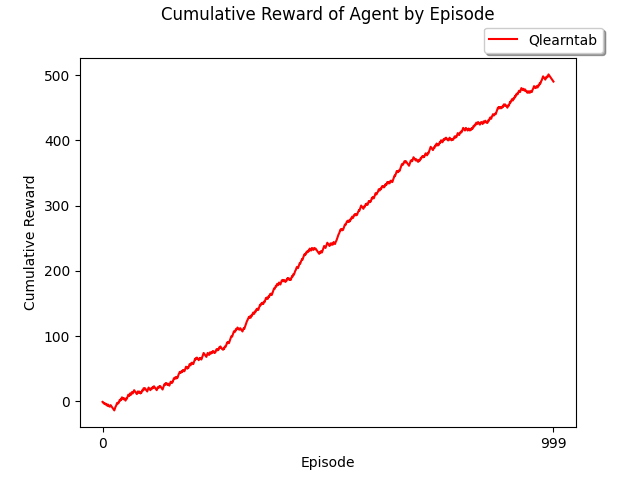 Cumulative Reward of Agent by Episode
Qlearntab
500
400
300
200
100
0
Cumulative Reward
0
999
Episode